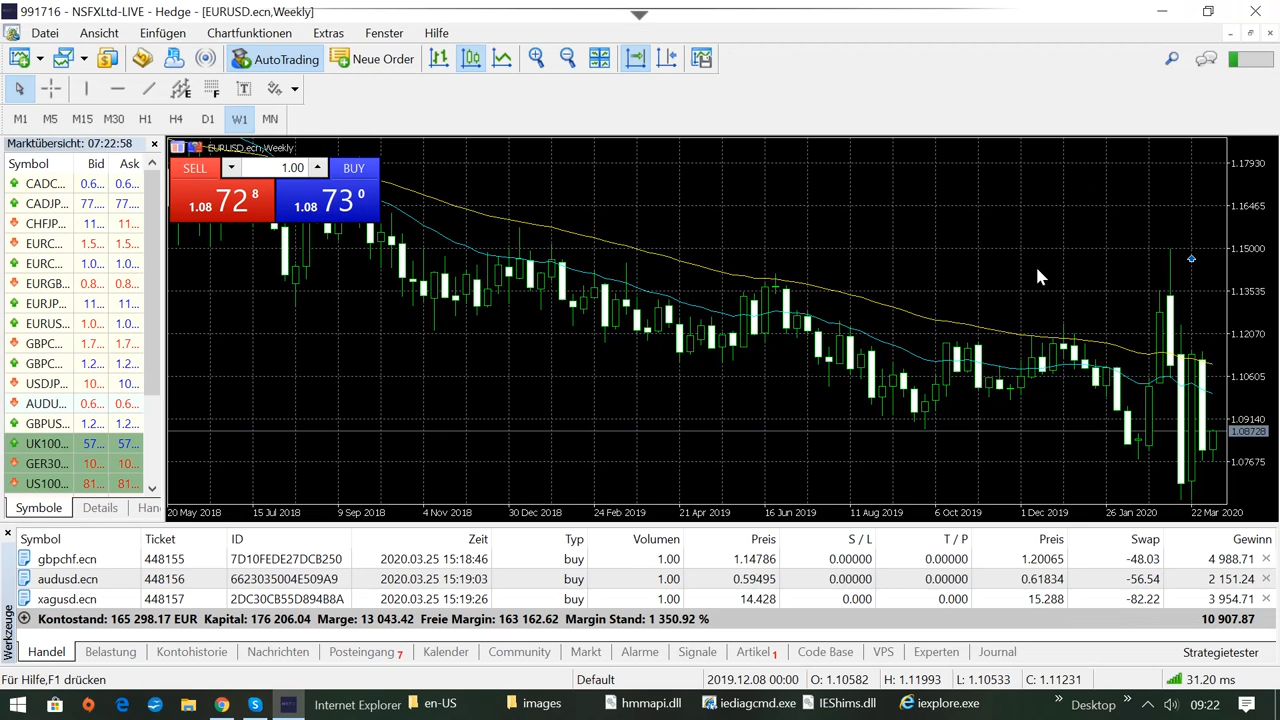 991716 - NSFXLtd-LIVE - Hedge - [EURUSD.ecn,Weekly]
Datei Ansicht Einfügen Chartfunktionen Extras Fenster Hilfe
AutoTrading Neue Order
M1 M5 M15 M30 H1 H4 D1 W1 MN
Marktübersicht: 07:22:58
Symbol Bid Ask
CADC... 0.6... 0.6...
CADJP... 77.... 77....
CHFJP... 11... 11...
EURC... 1.5... 1.5...
EURC... 1.0... 1.0...
EURGB... 0.8... 0.8...
EURJP... 11... 11...
EURUS... 1.0... 1.0...
GBPC... 1.7... 1.7...
GBPC... 1.2... 1.2...
USDJP... 10... 10...
AUDU... 0.6... 0.6...
GBPUS... 1.2... 1.2...
UK100... 57... 57...
GER30... 10... 10...
US100... 81... 81...
Symbole Details Han
EURUSD.ecn,Weekly
SELL 1.00 BUY
1.08 72 8 1.08 73 0
1.17930
1.16465
1.15000
1.13535
1.12070
1.10605
1.09140
1.08728
1.07675
20 May 2018 15 Jul 2018 9 Sep 2018 4 Nov 2018 30 Dec 2018 24 Feb 2019 21 Apr 2019 16 Jun 2019 11 Aug 2019 6 Oct 2019 1 Dec 2019 26 Jan 2020 22 Mar 2020
Symbol Ticket ID Zeit Typ Volumen Preis S / L T / P Preis Swap Gewinn
gbpchf.ecn 448155 7D10FEDE27DCB250 2020.03.25 15:18:46 buy 1.00 1.14786 0.00000 0.00000 1.20065 -48.03 4 988.71
audusd.ecn 448156 6623035004E509A9 2020.03.25 15:19:03 buy 1.00 0.59495 0.00000 0.00000 0.61834 -56.54 2 151.24
xagusd.ecn 448157 2DC30CB55D894B8A 2020.03.25 15:19:26 buy 1.00 14.428 0.000 0.000 15.288 -82.22 3 954.71
Kontostand: 165 298.17 EUR Kapital: 176 206.04 Marge: 13 043.42 Freie Margin: 163 162.62 Margin Stand: 1 350.92 % 10 907.87
Werkzeuge
Handel Belastung Kontohistorie Nachrichten Posteingang 7 Kalender Community Markt Alarme Signale Artikel 1 Code Base VPS Experten Journal Strategietester
Für Hilfe,F1 drücken Default 2019.12.08 00:00 O: 1.10582 H: 1.11993 L: 1.10533 C: 1.11231 31.20 ms
Internet Explorer en-US images hmmapi.dll iediagcmd.exe IEShims.dll iexplore.exe » Desktop » 09:22